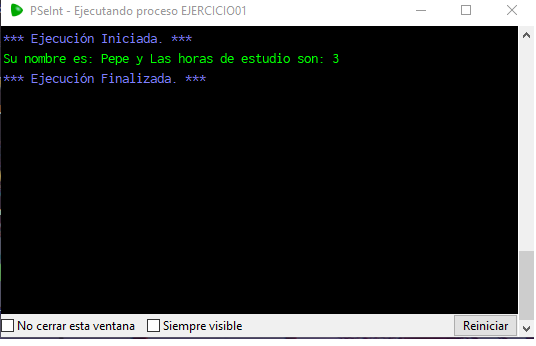 PSeInt - Ejecutando proceso EJERCICIO01
*** Ejecución Iniciada. ***
Su nombre es: Pepe y Las horas de estudio son: 3
*** Ejecución Finalizada. ***
No cerrar esta ventana
Siempre visible
Reiniciar